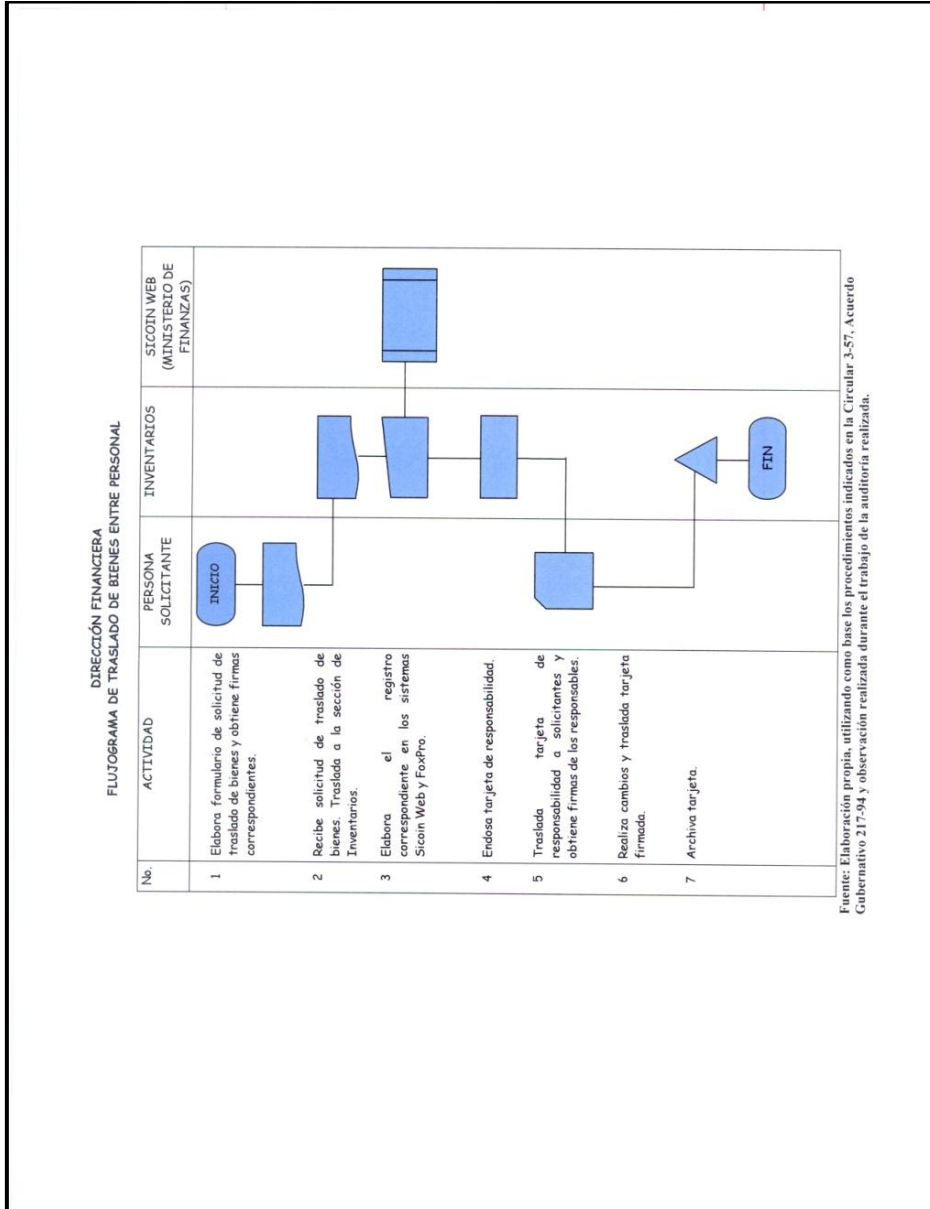 DIRECCIÓN FINANCIERA
FLUJOGRAMA DE TRASLADO DE BIENES ENTRE PERSONAL
No.
ACTIVIDAD
PERSONA
SOLICITANTE
INVENTARIOS
SICOIN WEB
(MINISTERIO DE
FINANZAS)
1 Elabora formulario de solicitud de
traslado de bienes y obtiene firmas
correspondientes.
INICIO
2 Recibe solicitud de traslado de
bienes. Traslada a la sección de
Inventarios.
3 Elabora el registro
correspondiente en los sistemas
Sicoin Web y FoxPro.
4 Endosa tarjeta de responsabilidad.
5 Traslada tarjeta de
responsabilidad a solicitantes y
obtiene firmas de los responsables.
6 Realiza cambios y traslada tarjeta
firmada.
7 Archiva tarjeta.
FIN
Fuente: Elaboración propia, utilizando como base los procedimientos indicados en la Circular 3-57, Acuerdo
Gubernativo 217-94 y observación realizada durante el trabajo de la auditoría realizada.